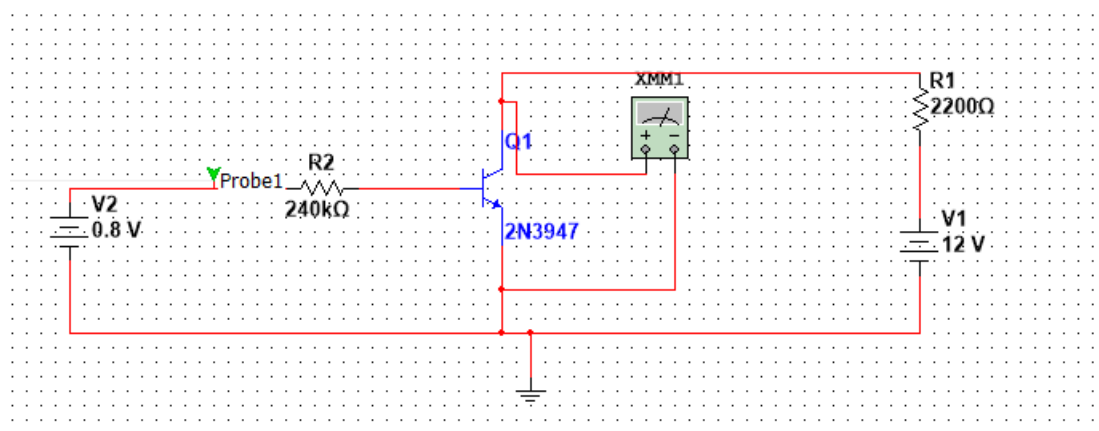 XMM1
R1
2200Ω
+ −
Q1
R2
Probe1
240kΩ
V2
0.8 V
2N3947
V1
12 V